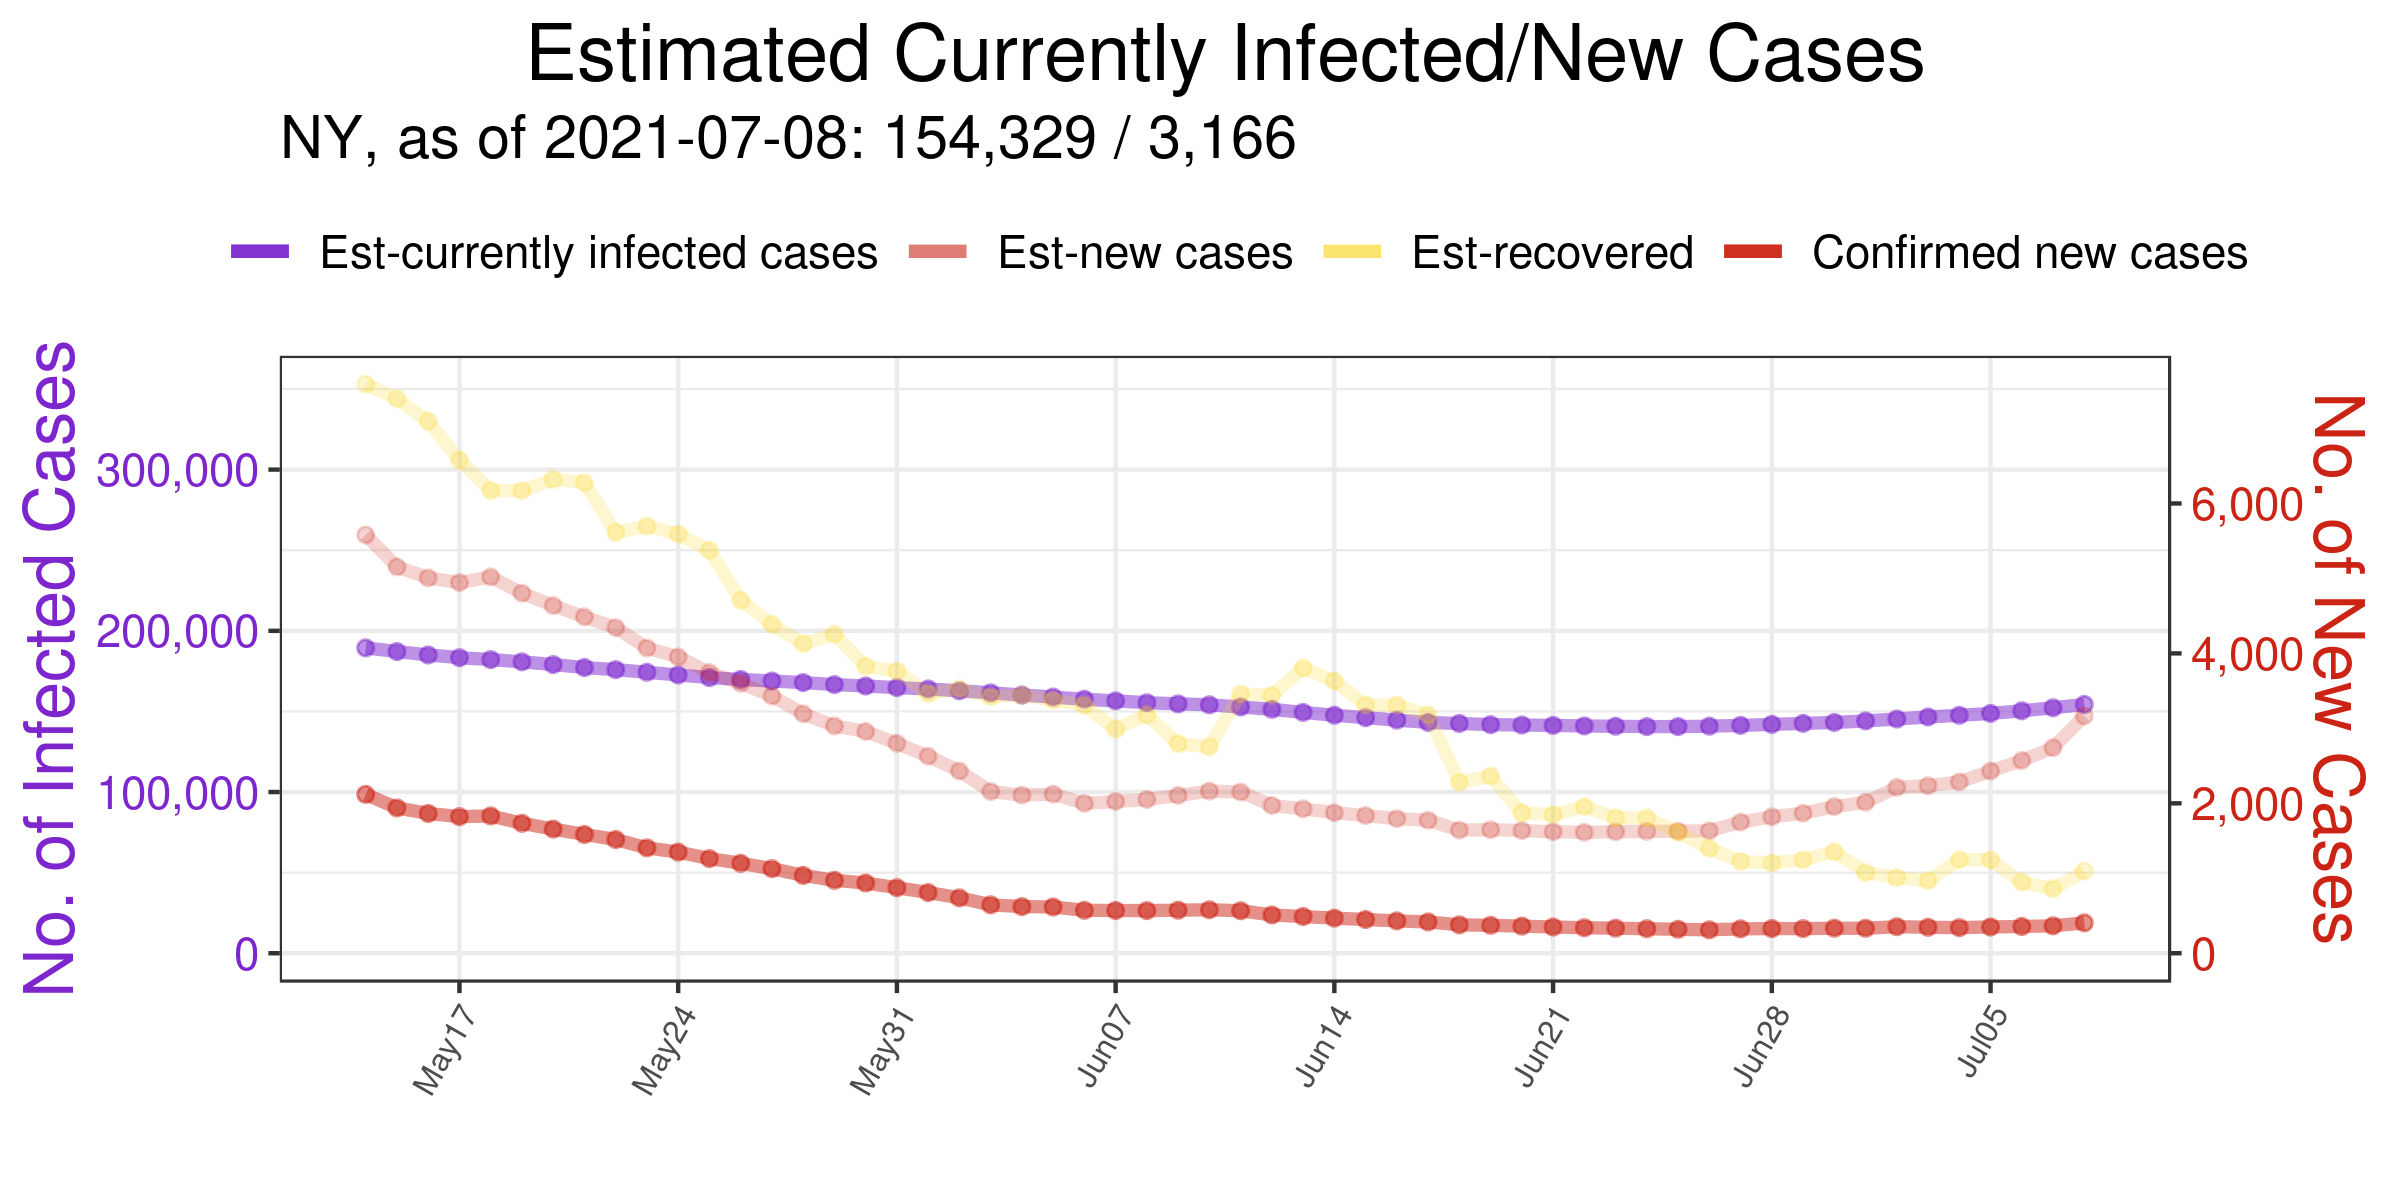 Estimated Currently Infected/New Cases
NY, as of 2021-07-08: 154,329 / 3,166
Est-currently infected cases Est-new cases Est-recovered Confirmed new cases
No. of Infected Cases
300,000
200,000
100,000
0
6,000
4,000
2,000
0
No. of New Cases
May17 May24 May31 Jun07 Jun14 Jun21 Jun28 Jul05